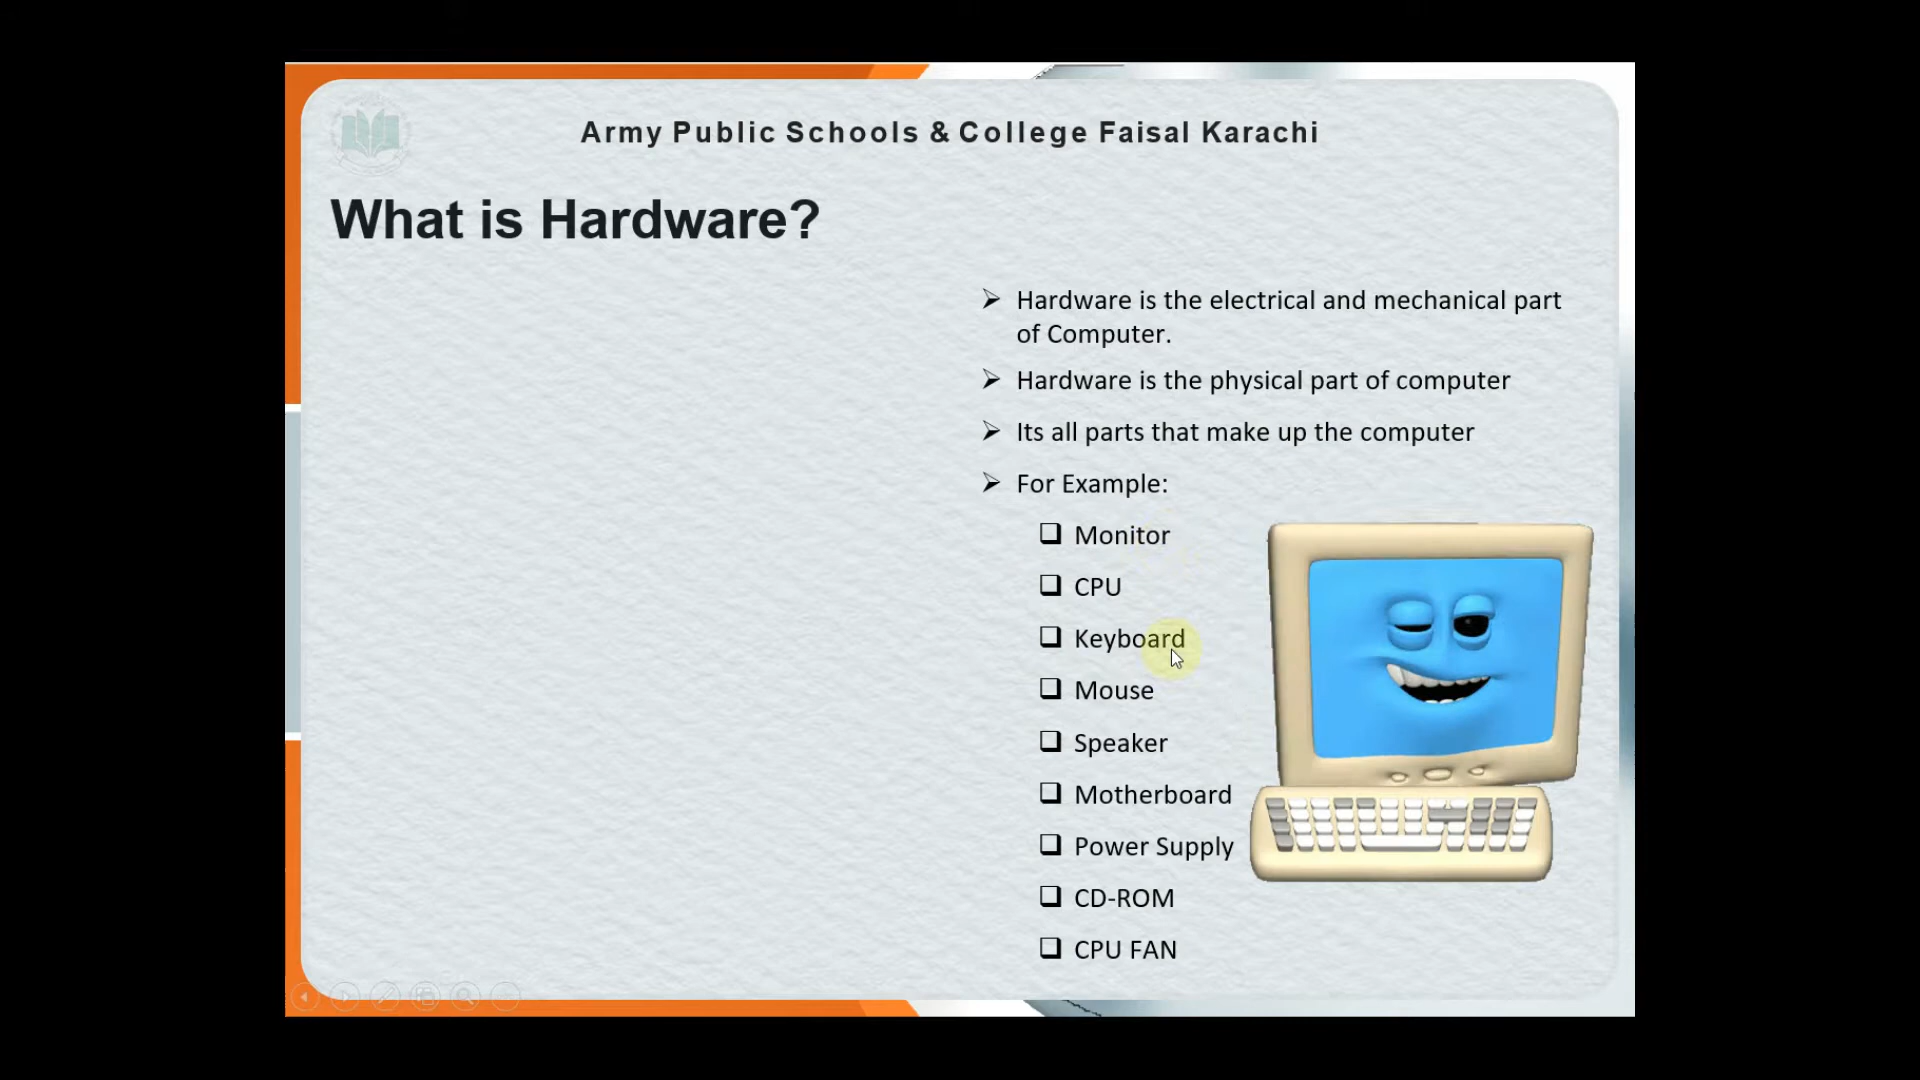 Army Public Schools & College Faisal Karachi
What is Hardware?
Hardware is the electrical and mechanical part
of Computer.
Hardware is the physical part of computer
Its all parts that make up the computer
For Example:
Monitor
CPU
Keyboard
Mouse
Speaker
Motherboard
Power Supply
CD-ROM
CPU FAN